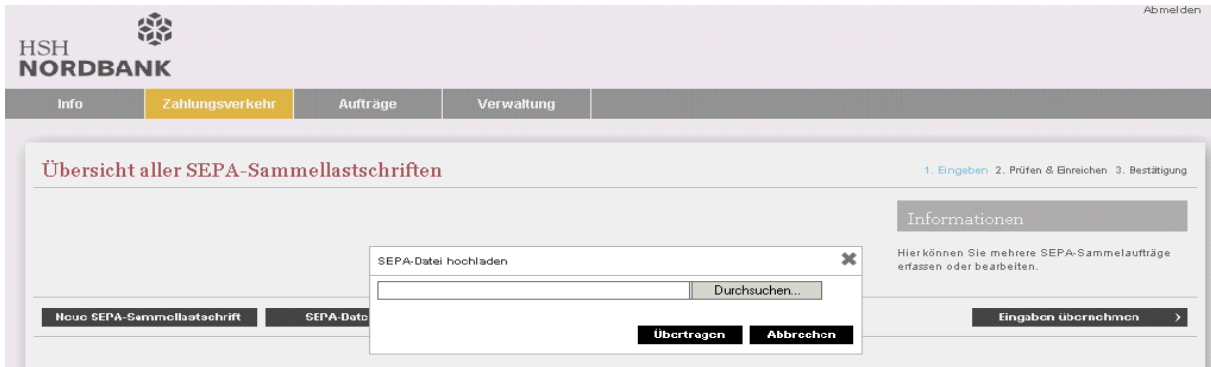 Abmelden
HSH
NORDBANK
Info Zahlungsverkehr Aufträge Verwaltung
Übersicht aller SEPA-Sammellastschriften
1. Eingeben 2. Prüfen & Einreichen 3. Bestätigung
Informationen
Hier können Sie mehrere SEPA-Sammelaufträge
erfassen oder bearbeiten.
SEPA-Datei hochladen
Durchsuchen...
Übertragen Abbrechen
Neue SEPA-Sammellastschrift SEPA-Date
Eingaben übernehmen >